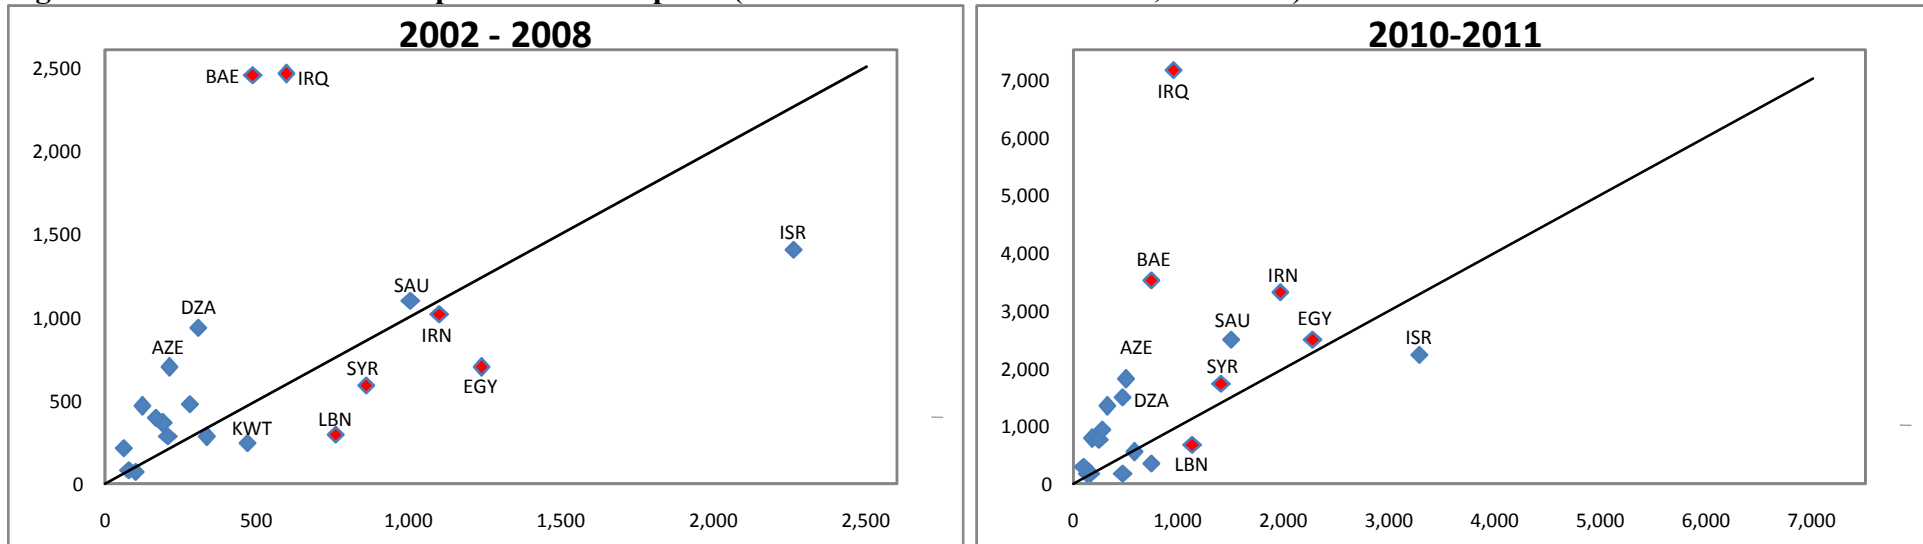 2002 - 2008
2,500
2,000
1,500
1,000
500
0
0 500 1,000 1,500 2,000 2,500
BAE
IRQ
ISR
SAU
DZA
IRN
AZE
SYR
EGY
LBN
KWT
2010-2011
7,000
6,000
5,000
4,000
3,000
2,000
1,000
0
0 1,000 2,000 3,000 4,000 5,000 6,000 7,000
IRQ
BAE
IRN
SAU
EGY
ISR
AZE
SYR
DZA
LBN